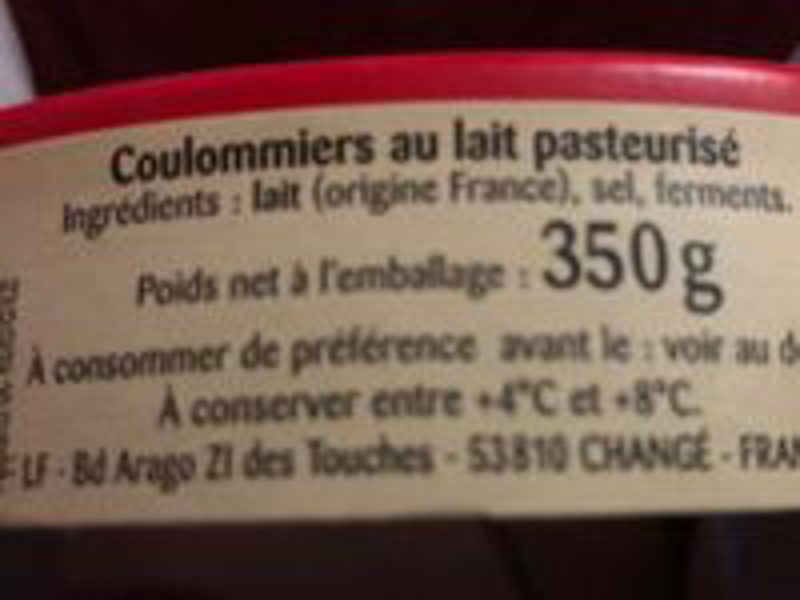 Coulommiers au lait pasteurisé
Ingrédients : lait (origine France), sel, ferments.
Poids net à l'emballage : 350 g
À consommer de préférence avant le : voir au
À conserver entre +4°C et +8°C.
LF - Bd Arago ZI des Touches - 53810 CHANGÉ - FRAN